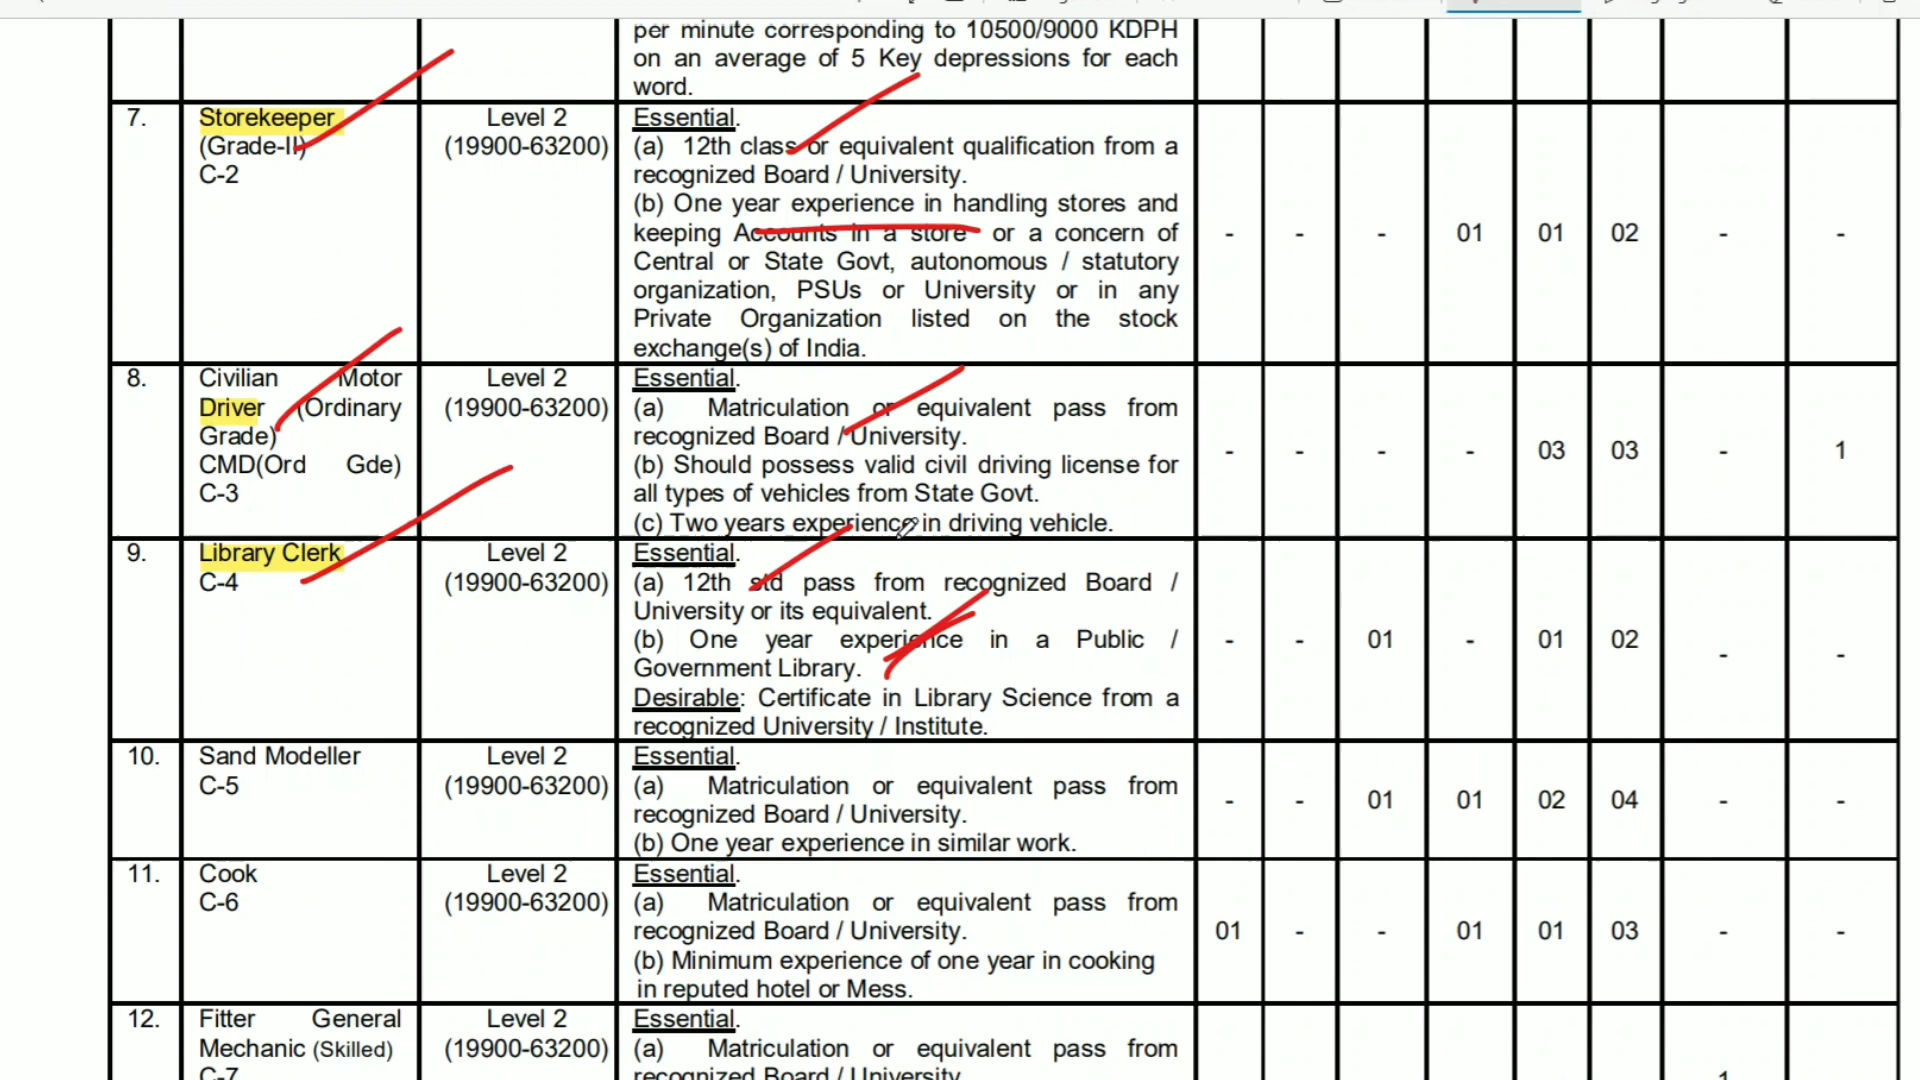 per minute corresponding to 10500/9000 KDPH
on an average of 5 Key depressions for each
word.
7.
Storekeeper
(Grade-II)
C-2
Level 2
(19900-63200)
Essential.
(a) 12th class or equivalent qualification from a
recognized Board / University.
(b) One year experience in handling stores and
keeping Accounts in a store or a concern of
Central or State Govt, autonomous / statutory
organization, PSUs or University or in any
Private Organization listed on the stock
exchange(s) of India.
- - - 01 01 02 - -
8.
Civilian Motor
Driver (Ordinary
Grade)
CMD(Ord Gde)
C-3
Level 2
(19900-63200)
Essential.
(a) Matriculation or equivalent pass from
recognized Board / University.
(b) Should possess valid civil driving license for
all types of vehicles from State Govt.
(c) Two years experience in driving vehicle.
- - - - 03 03 - 1
9.
Library Clerk
C-4
Level 2
(19900-63200)
Essential.
(a) 12th std pass from recognized Board /
University or its equivalent.
(b) One year experience in a Public /
Government Library.
Desirable: Certificate in Library Science from a
recognized University / Institute.
- - 01 - 01 02 - -
10.
Sand Modeller
C-5
Level 2
(19900-63200)
Essential.
(a) Matriculation or equivalent pass from
recognized Board / University.
(b) One year experience in similar work.
- - 01 01 02 04 - -
11.
Cook
C-6
Level 2
(19900-63200)
Essential.
(a) Matriculation or equivalent pass from
recognized Board / University.
(b) Minimum experience of one year in cooking
in reputed hotel or Mess.
01 - - 01 01 03 - -
12.
Fitter General
Mechanic (Skilled)
C-7
Level 2
(19900-63200)
Essential.
(a) Matriculation or equivalent pass from
recognized Board / University.
1